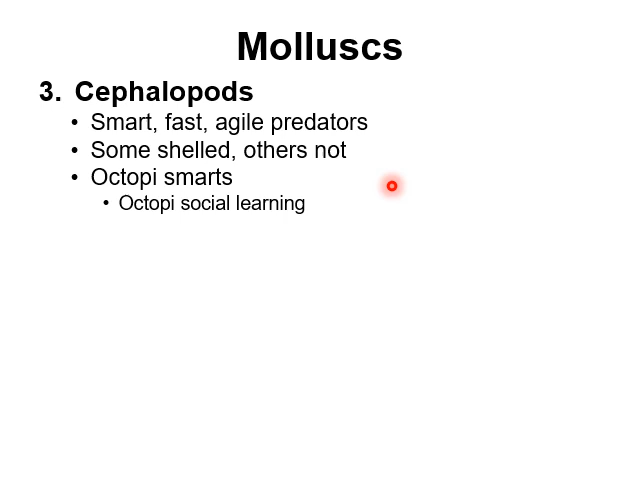 Molluscs
3. Cephalopods
• Smart, fast, agile predators
• Some shelled, others not
• Octopi smarts
• Octopi social learning